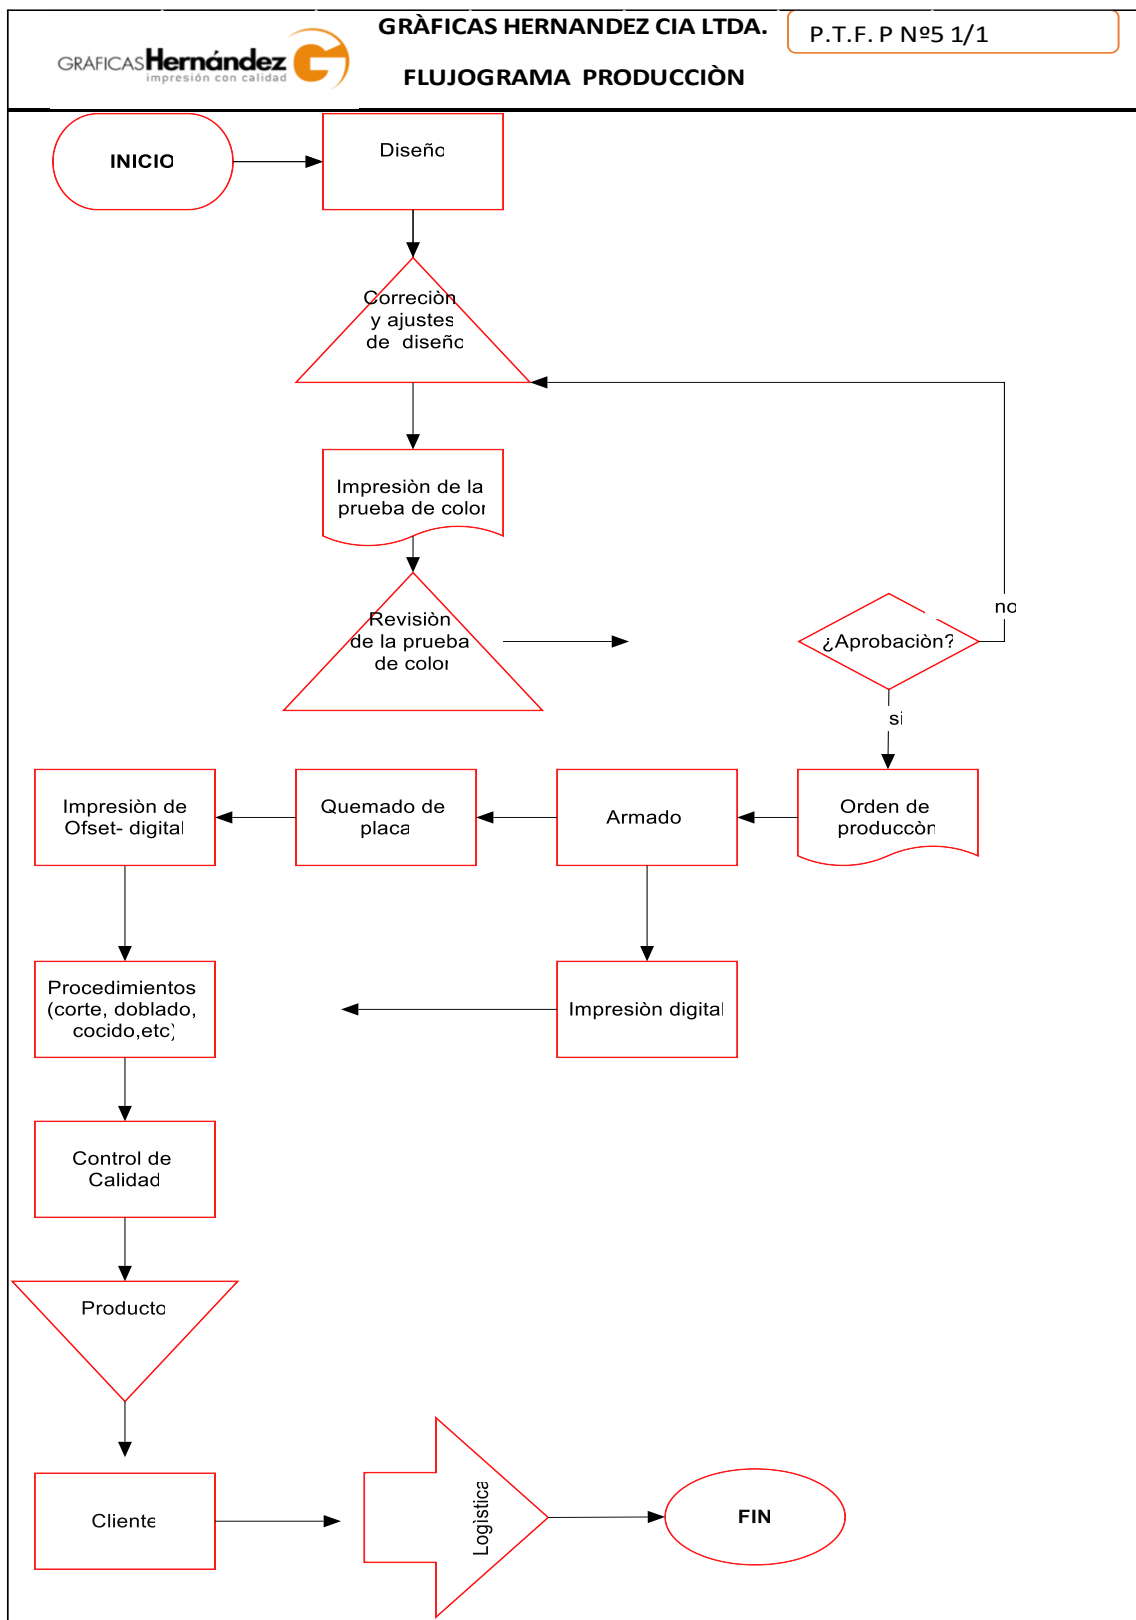 GRÀFICAS HERNANDEZ CIA LTDA.
P.T.F. P Nº5 1/1
GRAFICASHernández
impresión con calidad
FLUJOGRAMA PRODUCCIÒN
INICIO
Diseño
Correciòn
y ajustes
de diseño
Impresiòn de la
prueba de color
Revisiòn
de la prueba
de color
¿Aprobaciòn?
no
si
Impresiòn de
Ofset- digital
Quemado de
placa
Armado
Orden de
producciòn
Procedimientos
(corte, doblado,
cocido,etc)
Impresiòn digital
Control de
Calidad
Producto
Cliente
Logìstica
FIN